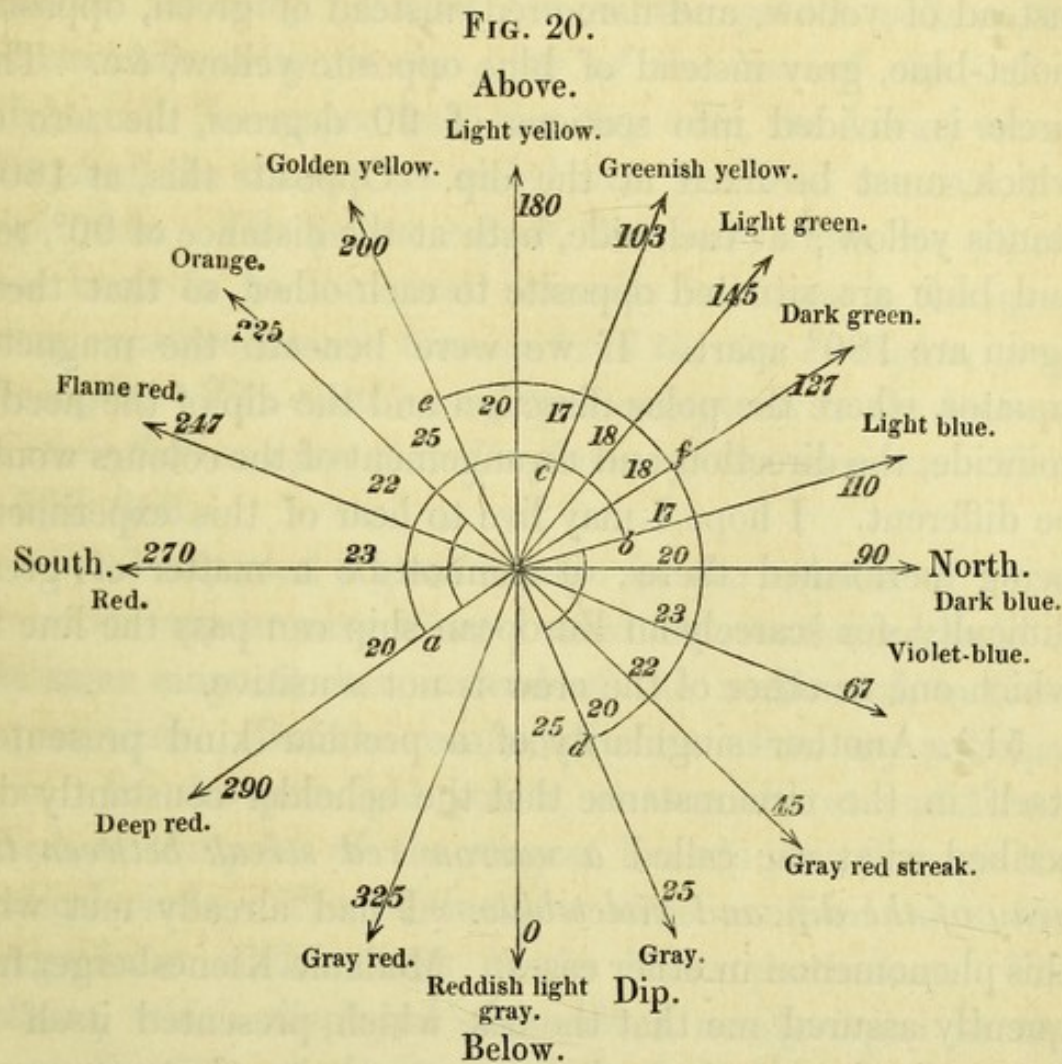 FIG. 20.
Above.
Light yellow.
Golden yellow.
Greenish yellow.
180
200
103
Light green.
Orange.
145
Dark green.
225
127
Flame red.
247
e
20
17
18
25
f
Light blue.
22
c
18
110
17
b
South.
270
23
20
90
North.
Red.
Dark blue.
20
a
23
Violet-blue.
22
67
25
d
20
290
45
Deep red.
Gray red streak.
325
25
0
Gray red.
Gray.
Reddish light
gray.
Dip.
Below.